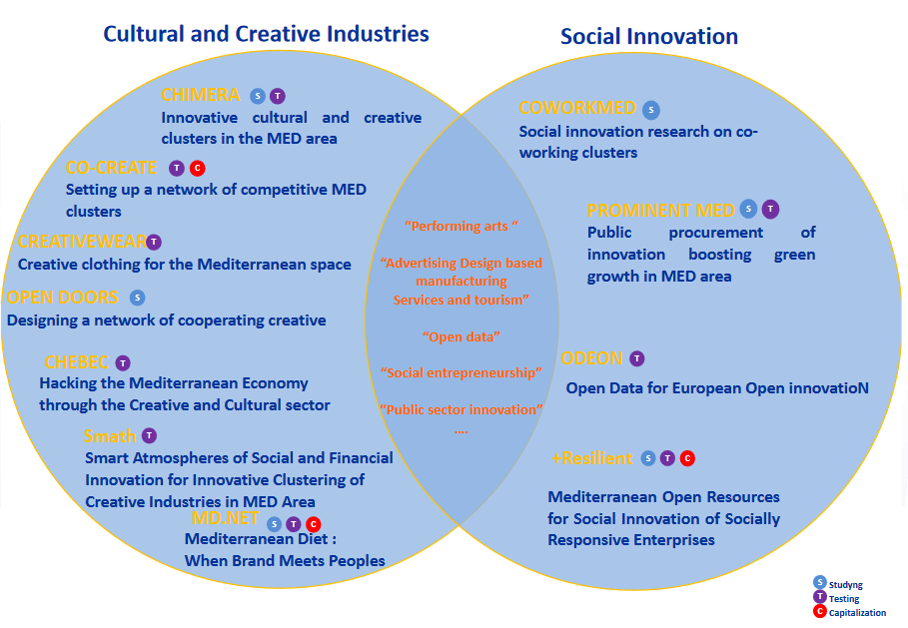 Cultural and Creative Industries
Social Innovation
CHIMERA S T
Innovative cultural and creative
clusters in the MED area
CO-CREATE T C
Setting up a network of competitive MED
clusters
CREATIVEWEAR T
Creative clothing for the Mediterranean space
OPEN DOORS S
Designing a network of cooperating creative
CHEBEC T
Hacking the Mediterranean Economy
through the Creative and Cultural sector
Smath T
Smart Atmospheres of Social and Financial
Innovation for Innovative Clustering of
Creative Industries in MED Area
MD.NET S T C
Mediterranean Diet :
When Brand Meets Peoples
“Performing arts ”
“Advertising Design based
manufacturing
Services and tourism”
“Open data”
“Social entrepreneurship”
“Public sector innovation”
....
COWORKMED S
Social innovation research on co-
working clusters
PROMINENT MED S T
Public procurement of
innovation boosting green
growth in MED area
ODEON T
Open Data for European Open innovatioN
+Resilient S T C
Mediterranean Open Resources
for Social Innovation of Socially
Responsive Enterprises
S Studyng
T Testing
C Capitalization